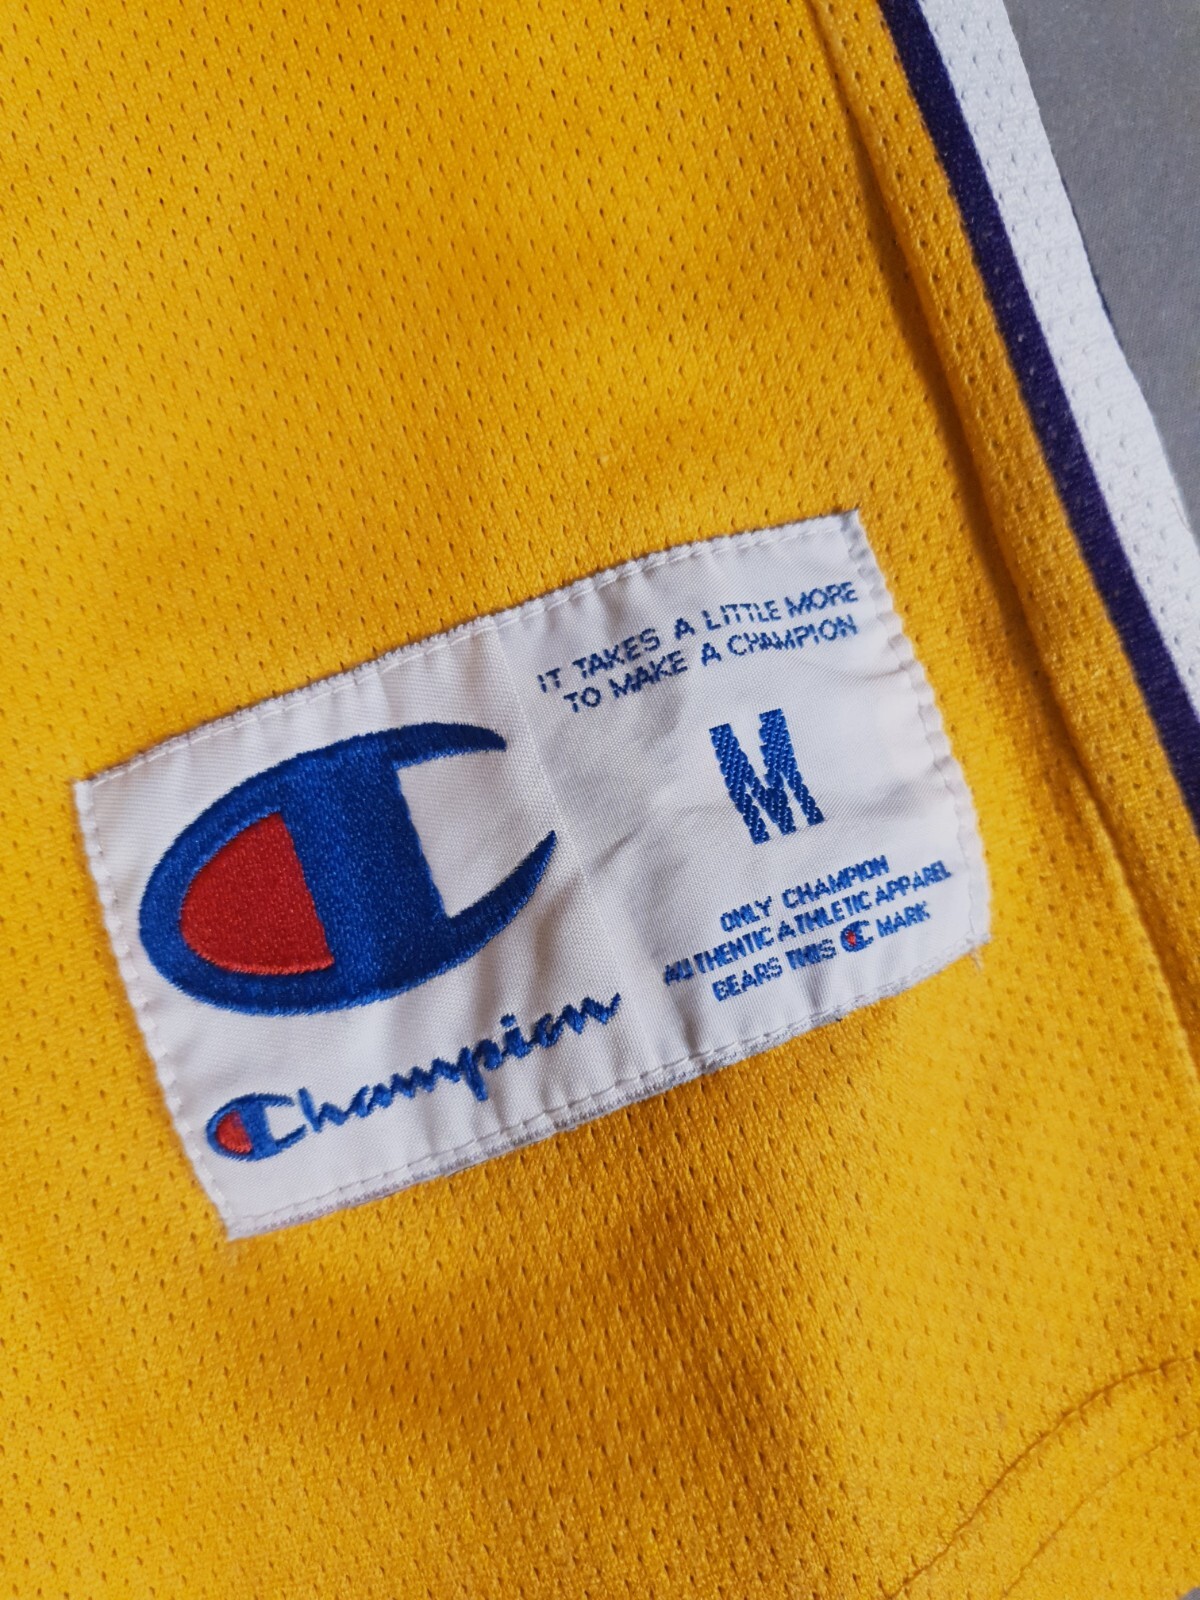 IT TAKES A LITTLE MORE
TO MAKE A CHAMPION
M
ONLY CHAMPION
AUTHENTIC ATHLETIC APPAREL
BEARS THIS C MARK
Champion